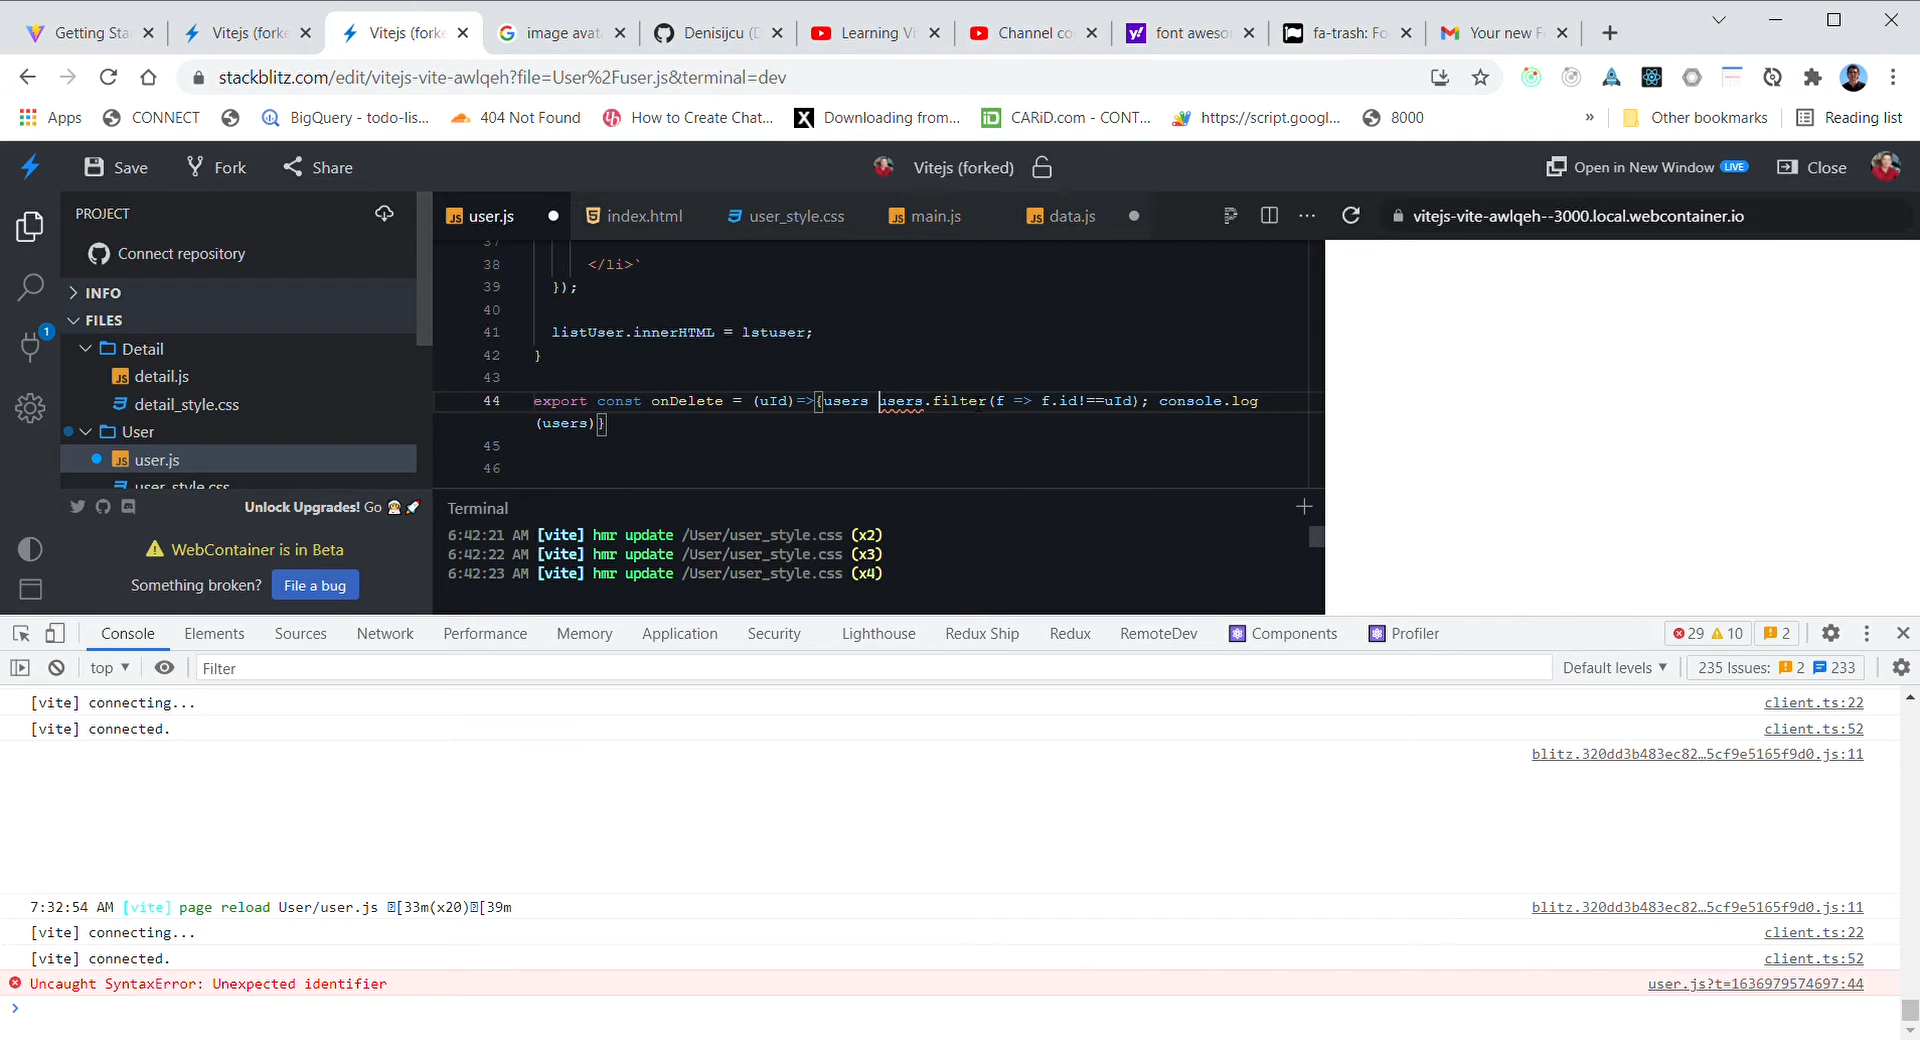 Getting Sta
Vitejs (forke
Vitejs (forke
image avat
Denisijcu (D
Learning Vi
Channel co
font aweso
fa-trash: Fo
Your new F
stackblitz.com/edit/vitejs-vite-awlqeh?file=User%2Fuser.js&terminal=dev
Apps
CONNECT
BigQuery - todo-lis...
404 Not Found
How to Create Chat...
Downloading from...
CARiD.com - CONT...
https://script.googl...
8000
»
Other bookmarks
Reading list
Save
Fork
Share
Vitejs (forked)
Open in New Window LIVE
Close
PROJECT
Connect repository
INFO
FILES
Detail
detail.js
detail_style.css
User
user.js
user_style.css
1
Unlock Upgrades! Go
WebContainer is in Beta
Something broken? File a bug
user.js
index.html
user_style.css
main.js
data.js
vitejs-vite-awlqeh--3000.local.webcontainer.io
37
38 </li>`
39 });
40
41 listUser.innerHTML = lstuser;
42 }
43
44 export const onDelete = (uId)=>{users users.filter(f => f.id!==uId); console.log
(users)}
45
46
Terminal
6:42:21 AM [vite] hmr update /User/user_style.css (x2)
6:42:22 AM [vite] hmr update /User/user_style.css (x3)
6:42:23 AM [vite] hmr update /User/user_style.css (x4)
Console Elements Sources Network Performance Memory Application Security Lighthouse Redux Ship Redux RemoteDev Components Profiler 29 10 2
top Filter Default levels 235 Issues: 2 233
[vite] connecting... client.ts:22
[vite] connected. client.ts:52
blitz.320dd3b483ec82…5cf9e5165f9d0.js:11
7:32:54 AM [vite] page reload User/user.js [33m(x20)[39m blitz.320dd3b483ec82…5cf9e5165f9d0.js:11
[vite] connecting... client.ts:22
[vite] connected. client.ts:52
Uncaught SyntaxError: Unexpected identifier user.js?t=1636979574697:44